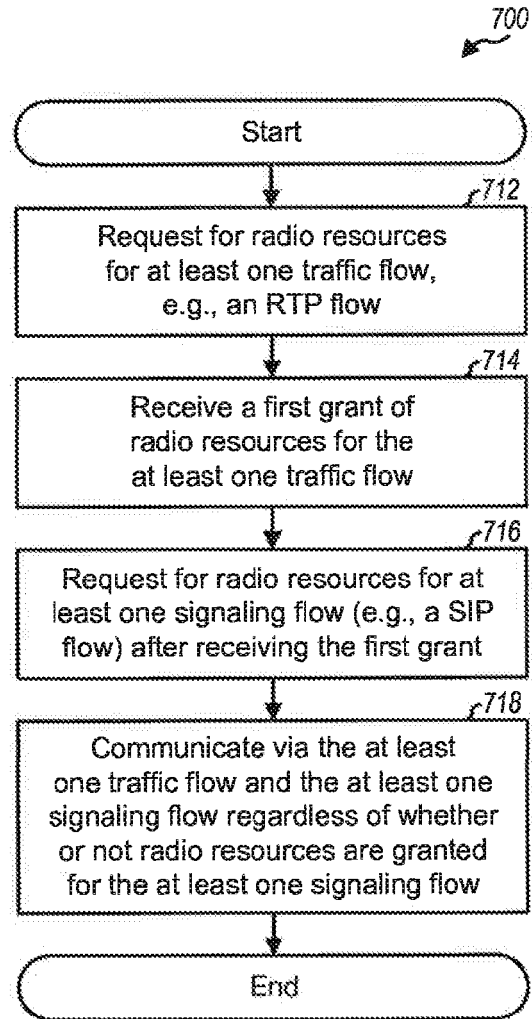 700
Start
712
Request for radio resources
for at least one traffic flow,
e.g., an RTP flow
714
Receive a first grant of
radio resources for the
at least one traffic flow
716
Request for radio resources for at
least one signaling flow (e.g., a SIP
flow) after receiving the first grant
718
Communicate via the at least
one traffic flow and the at least one
signaling flow regardless of whether
or not radio resources are granted
for the at least one signaling flow
End